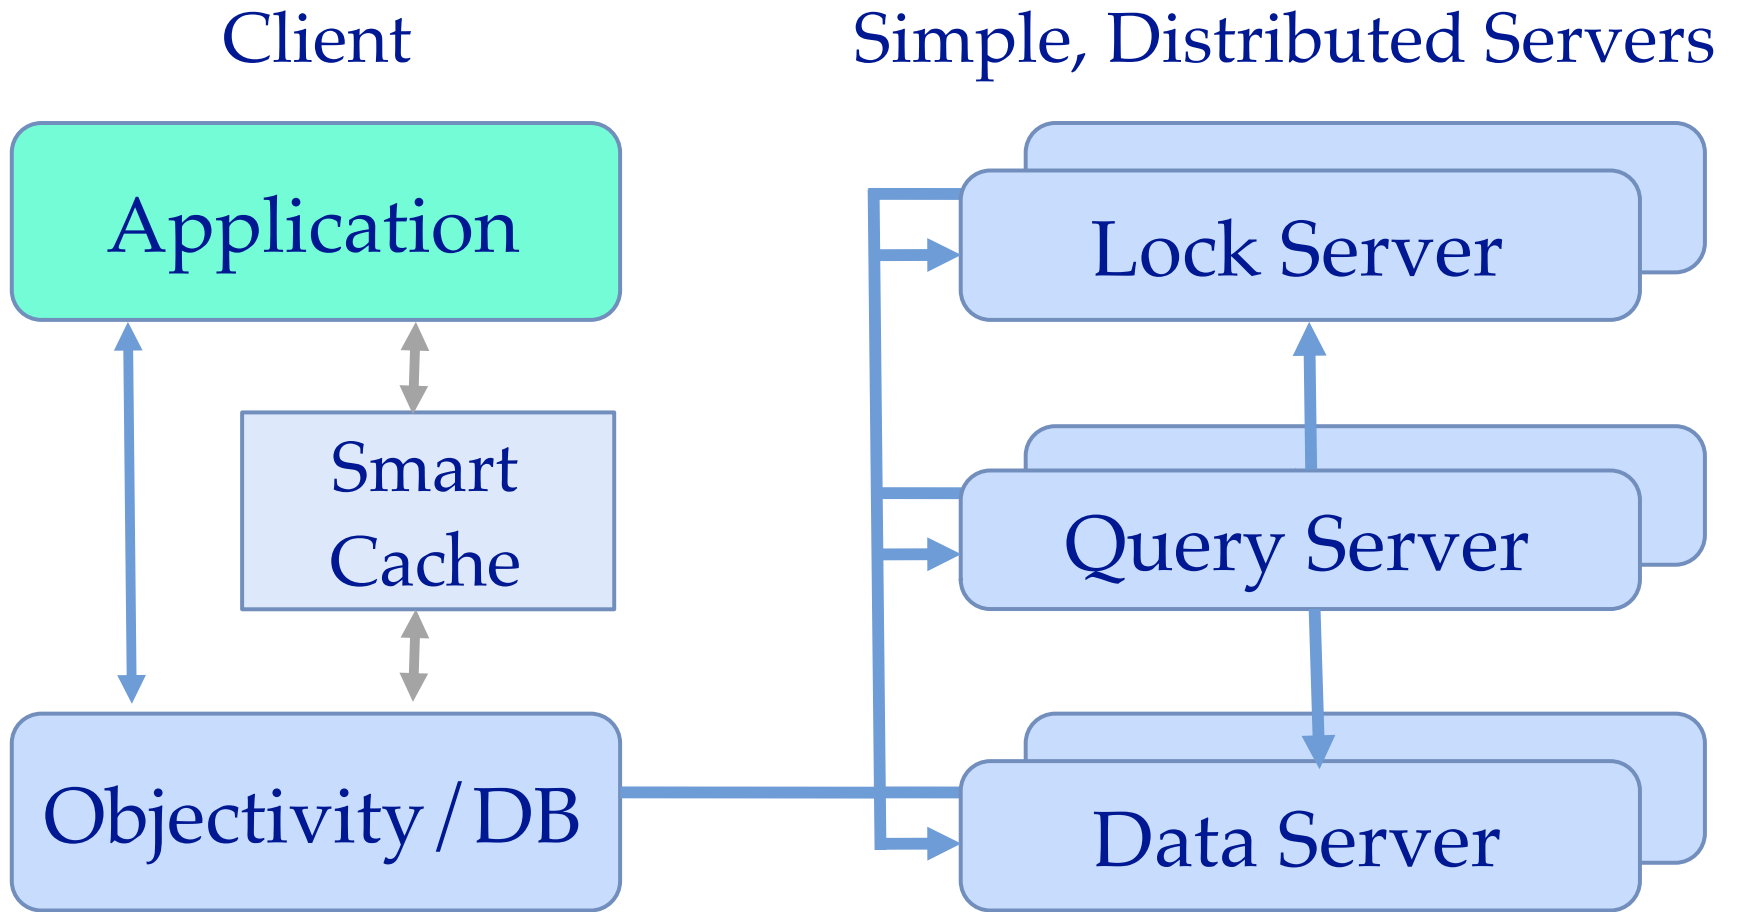 Client
Simple, Distributed Servers
Application
Smart
Cache
Objectivity/DB
Lock Server
Query Server
Data Server